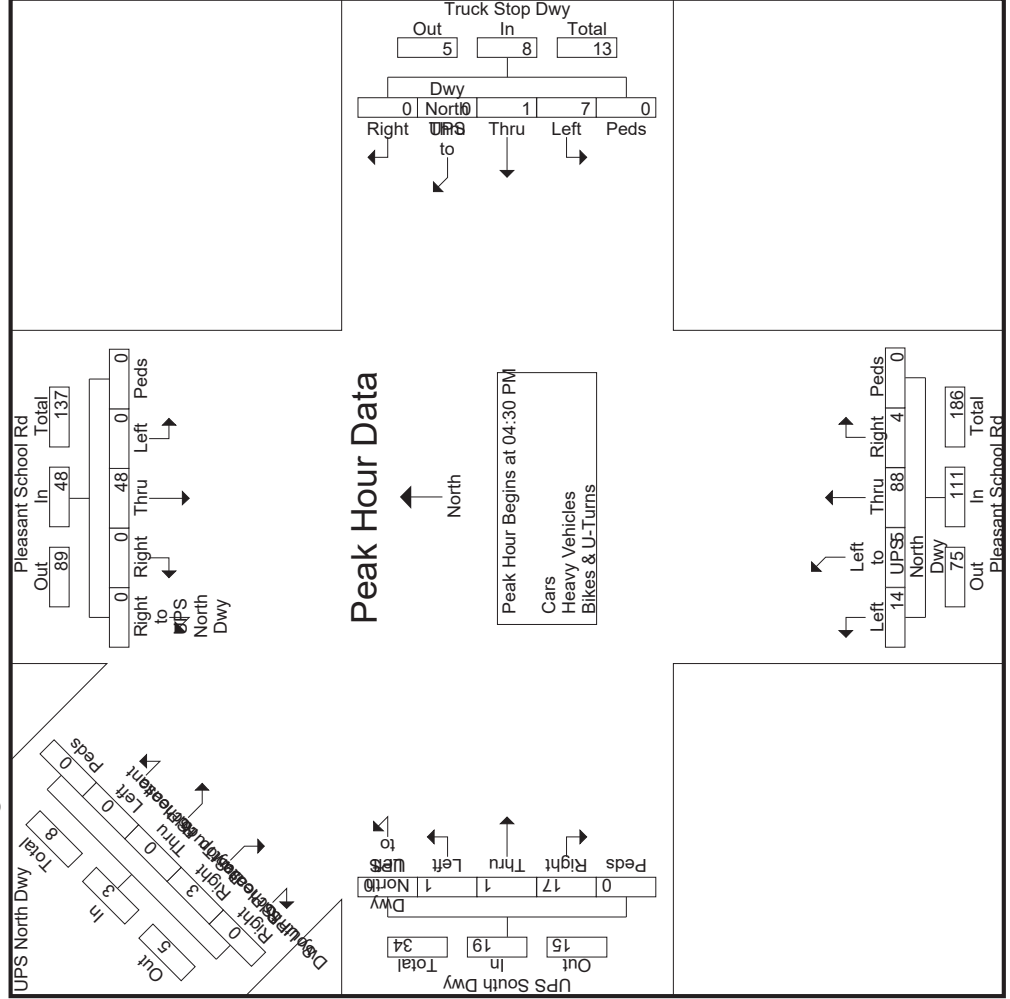 Truck Stop Dwy
Out In Total
5 8 13
Dwy
0 North 0 1 7 0
Right Thru UPS Thru Left Peds
to
Pleasant School Rd
Out In Total
89 48 137
0 0 48 0 0
Right Right Thru Left Peds
to
UPS
North
Dwy
Peak Hour Data
North
Peak Hour Begins at 04:30 PM
Cars
Heavy Vehicles
Bikes & U-Turns
Left Left Thru Right Peds
to
14 UPS 5 88 4 0
North
Dwy
75 111 186
Out In Total
Pleasant School Rd
UPS North Dwy
Out In Total
5 3 8
0 3 0 0 0
Right Right Thru Left Peds
to
UPS Left Thru Right Peds
North 0 1 1 17 0
Dwy
34 19 15
Total In Out
UPS South Dwy